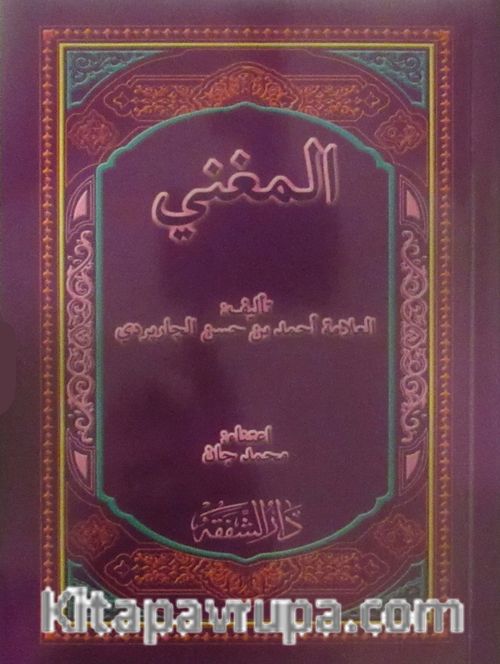 المغني
تأليف:
العلامة أحمد بن حسن الجاربردي
اعتناء:
محمد جان
دار الشفقة
kitapavrupa.com